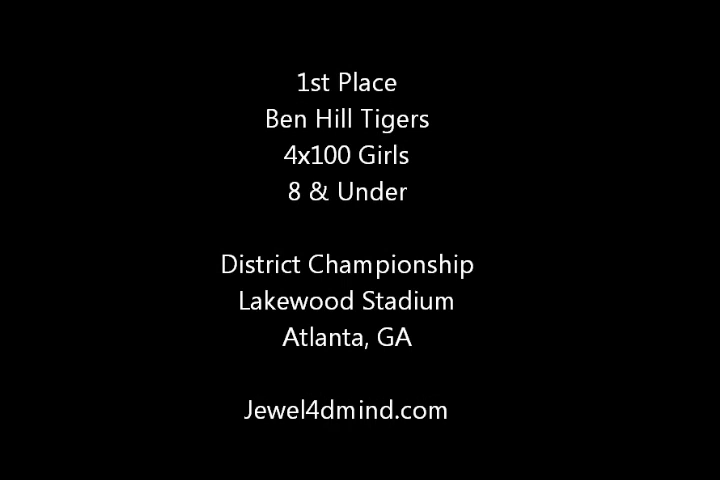 1st Place
Ben Hill Tigers
4x100 Girls
8 & Under
District Championship
Lakewood Stadium
Atlanta, GA
Jewel4dmind.com